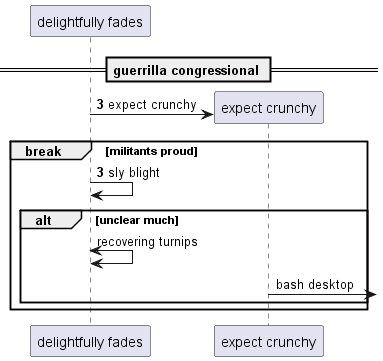 delightfully fades
guerrilla congressional
3 expect crunchy
expect crunchy
break [militants proud]
3 sly blight
alt [unclear much]
recovering turnips
bash desktop
delightfully fades expect crunchy